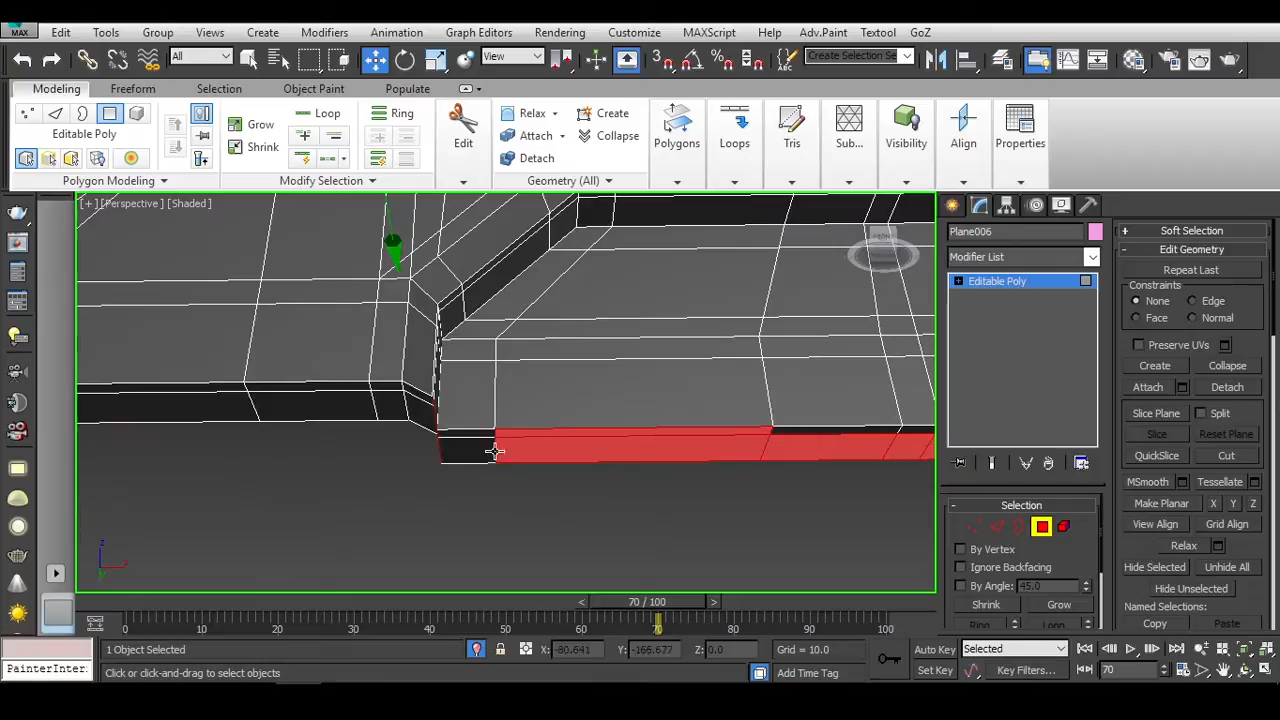 MAX Edit Tools Group Views Create Modifiers Animation Graph Editors Rendering Customize MAXScript Help Adv.Paint Textool GoZ
All View Create Selection Se
Modeling Freeform Selection Object Paint Populate
Loop Ring Relax Create
Grow Attach Collapse
Editable Poly Shrink Edit Detach Polygons Loops Tris Sub... Visibility Align Properties
Polygon Modeling Modify Selection Geometry (All)
[+] [Perspective] [Shaded]
FRONT
z
Plane006
Modifier List
Editable Poly
Selection
By Vertex
Ignore Backfacing
By Angle: 45.0
Shrink Grow
Ring Loop
Soft Selection
Edit Geometry
Repeat Last
Constraints
None Edge
Face Normal
Preserve UVs
Create Collapse
Attach Detach
Slice Plane Split
Slice Reset Plane
QuickSlice Cut
MSmooth Tessellate
Make Planar X Y Z
View Align Grid Align
Relax
Hide Selected Unhide All
Hide Unselected
Named Selections:
Copy Paste
< 70 / 100 >
0 10 20 30 40 50 60 70 80 90 100
1 Object Selected X: -80.641 Y: -166.677 Z: 0.0 Grid = 10.0 Auto Key Selected
PainterInter Click or click-and-drag to select objects Add Time Tag Set Key Key Filters... 70